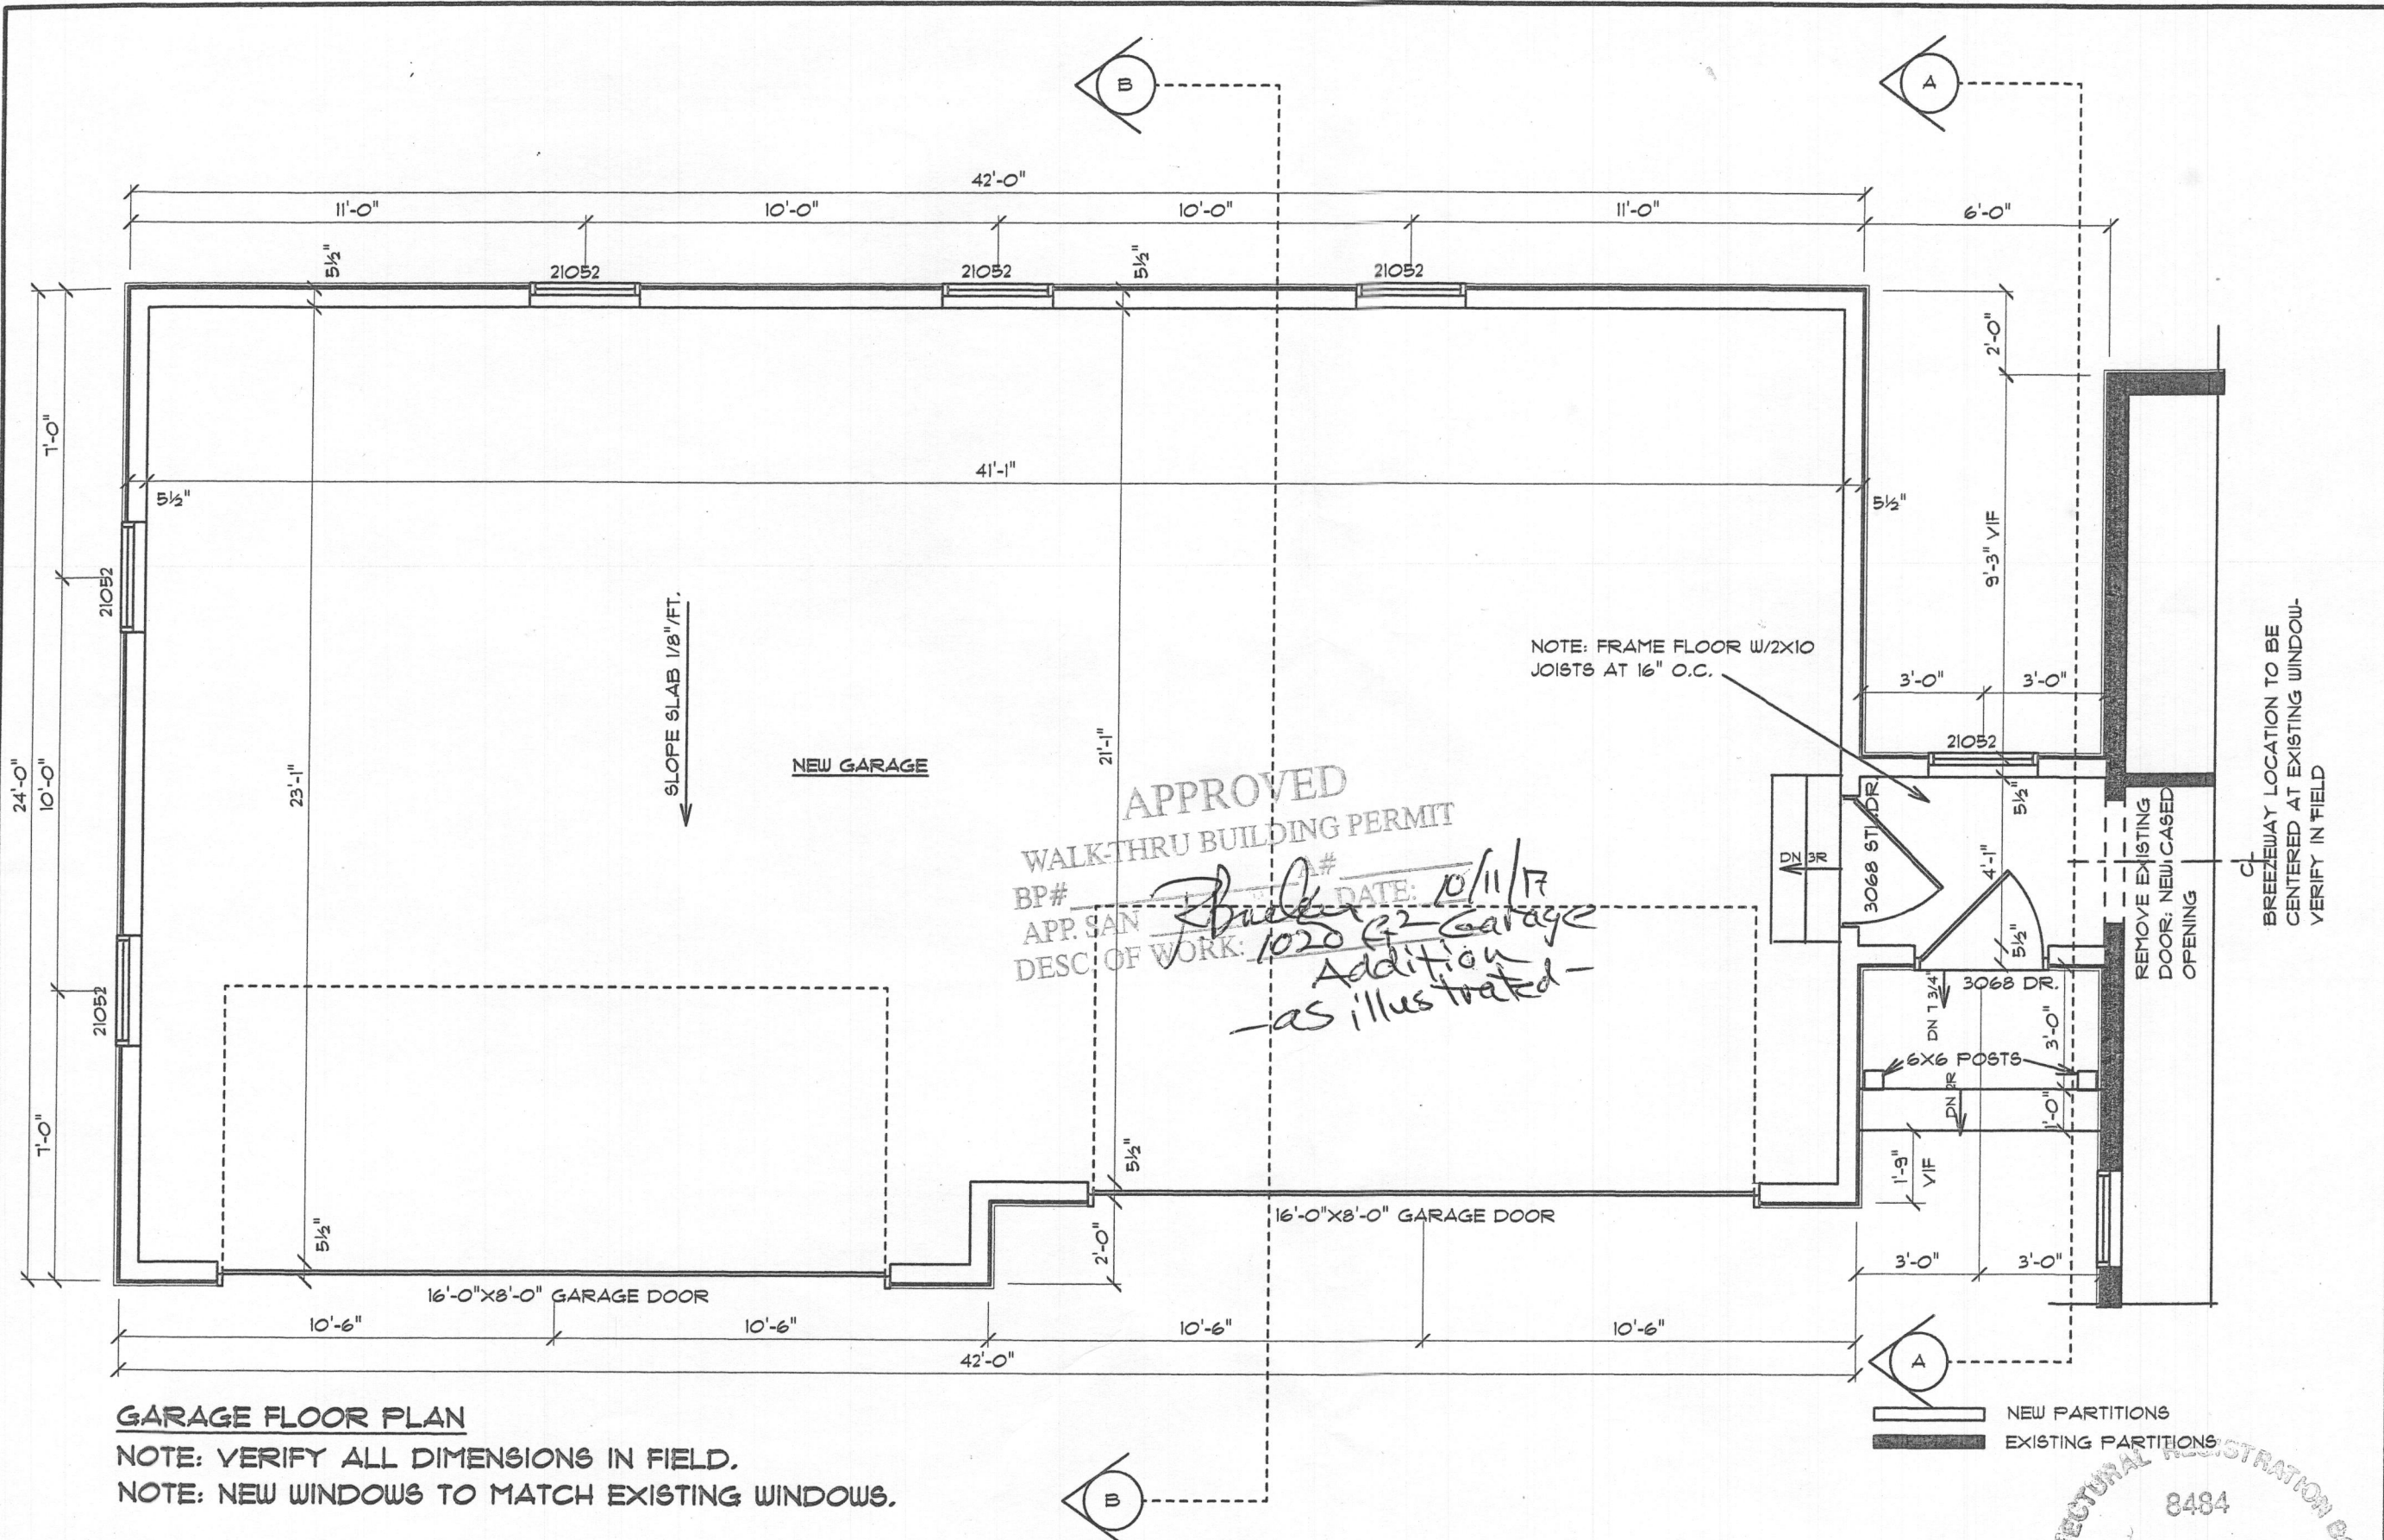 B
A
42'-0"
11'-0"
10'-0"
10'-0"
11'-0"
6'-0"
5½"
21052
21052
5½"
21052
2'-0"
7'-0"
41'-1"
5½"
5½"
9'-3" VIF
21052
24'-0"
10'-0"
23'-1"
SLOPE SLAB 1/8"/FT.
NEW GARAGE
21'-1"
NOTE: FRAME FLOOR W/2X10
JOISTS AT 16" O.C.
3'-0"
3'-0"
21052
5½"
BREEZEWAY LOCATION TO BE
CENTERED AT EXISTING WINDOW-
VERIFY IN FIELD
CL
REMOVE EXISTING
DOOR: NEW CASED
OPENING
APPROVED
WALK-THRU BUILDING PERMIT
BP# A#
APP. SAN DATE: 10/11/17
DESC OF WORK: 1020 G2 Garage
Addition
-as illustrated-
DN 3R
3068 STL. DR.
4'-1"
5½"
3068 DR.
DN 7 3/4"
3'-0"
6X6 POSTS
DN 2R
1'-0"
1'-9"
VIF
21052
7'-0"
5½"
5½"
2'-0"
16'-0"X8'-0" GARAGE DOOR
16'-0"X8'-0" GARAGE DOOR
3'-0"
3'-0"
10'-6"
10'-6"
10'-6"
10'-6"
42'-0"
A
GARAGE FLOOR PLAN
NOTE: VERIFY ALL DIMENSIONS IN FIELD.
NOTE: NEW WINDOWS TO MATCH EXISTING WINDOWS.
B
NEW PARTITIONS
EXISTING PARTITIONS
REGISTRATION
8484